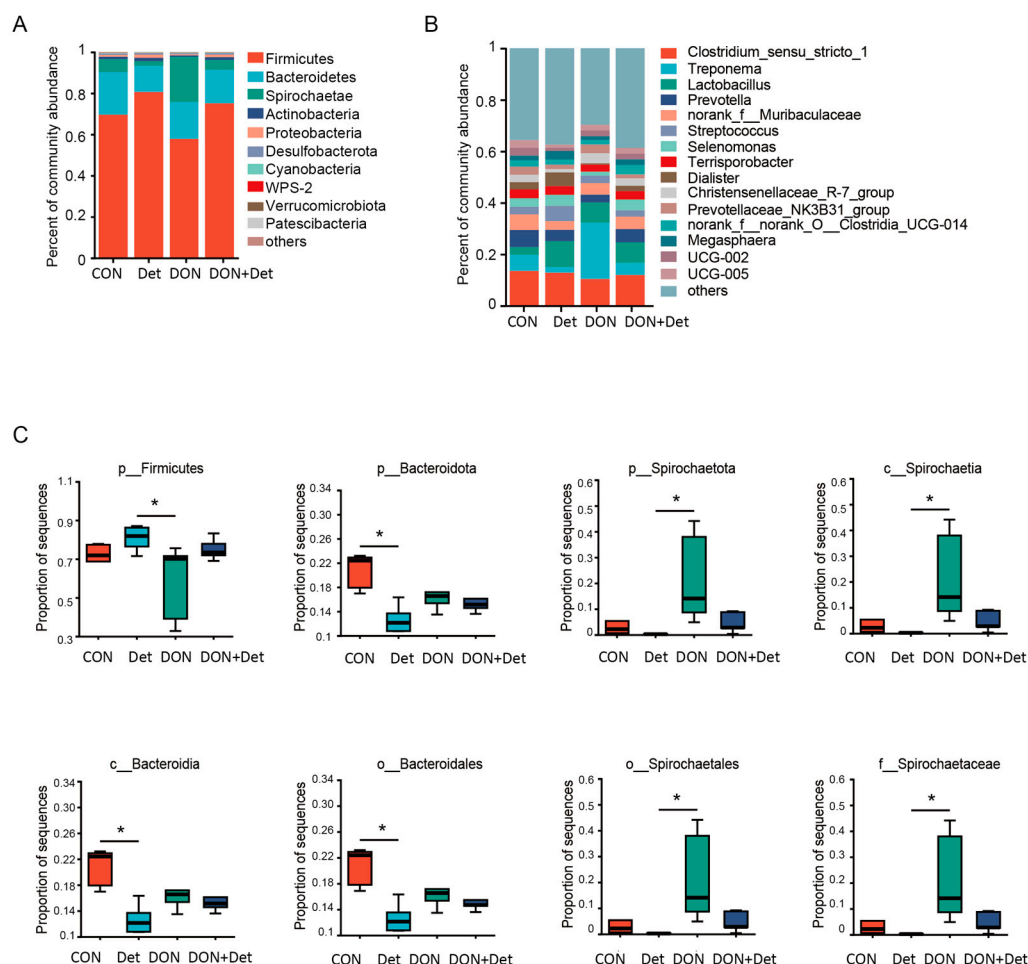 A
Percent of community abundance
1
0.8
0.6
0.4
0.2
0
CON Det DON DON+Det
Firmicutes
Bacteroidetes
Spirochaetae
Actinobacteria
Proteobacteria
Desulfobacterota
Cyanobacteria
WPS-2
Verrucomicrobiota
Patescibacteria
others
B
Percent of community abundance
1
0.8
0.6
0.4
0.2
0
CON Det DON DON+Det
Clostridium_sensu_stricto_1
Treponema
Lactobacillus
Prevotella
norank_f__Muribaculaceae
Streptococcus
Selenomonas
Terrisporobacter
Dialister
Christensenellaceae_R-7_group
Prevotellaceae_NK3B31_group
norank_f__norank_O__Clostridia_UCG-014
Megasphaera
UCG-002
UCG-005
others
C
p__Firmicutes
Proportion of sequences
1.1
0.9
0.7
0.5
0.3
*
CON Det DON DON+Det
p__Bacteroidota
Proportion of sequences
0.34
0.30
0.26
0.22
0.18
0.14
0.1
*
CON Det DON DON+Det
p__Spirochaetota
Proportion of sequences
0.6
0.5
0.4
0.3
0.2
0.1
0
*
CON Det DON DON+Det
c__Spirochaetia
Proportion of sequences
0.6
0.5
0.4
0.3
0.2
0.1
0
*
CON Det DON DON+Det
c__Bacteroidia
Proportion of sequences
0.34
0.30
0.26
0.22
0.18
0.14
0.1
*
CON Det DON DON+Det
o__Bacteroidales
Proportion of sequences
0.34
0.30
0.26
0.22
0.18
0.14
0.1
*
CON Det DON DON+Det
o__Spirochaetales
Proportion of sequences
0.6
0.5
0.4
0.3
0.2
0.1
0
*
CON Det DON DON+Det
f__Spirochaetaceae
Proportion of sequences
0.6
0.5
0.4
0.3
0.2
0.1
0
*
CON Det DON DON+Det